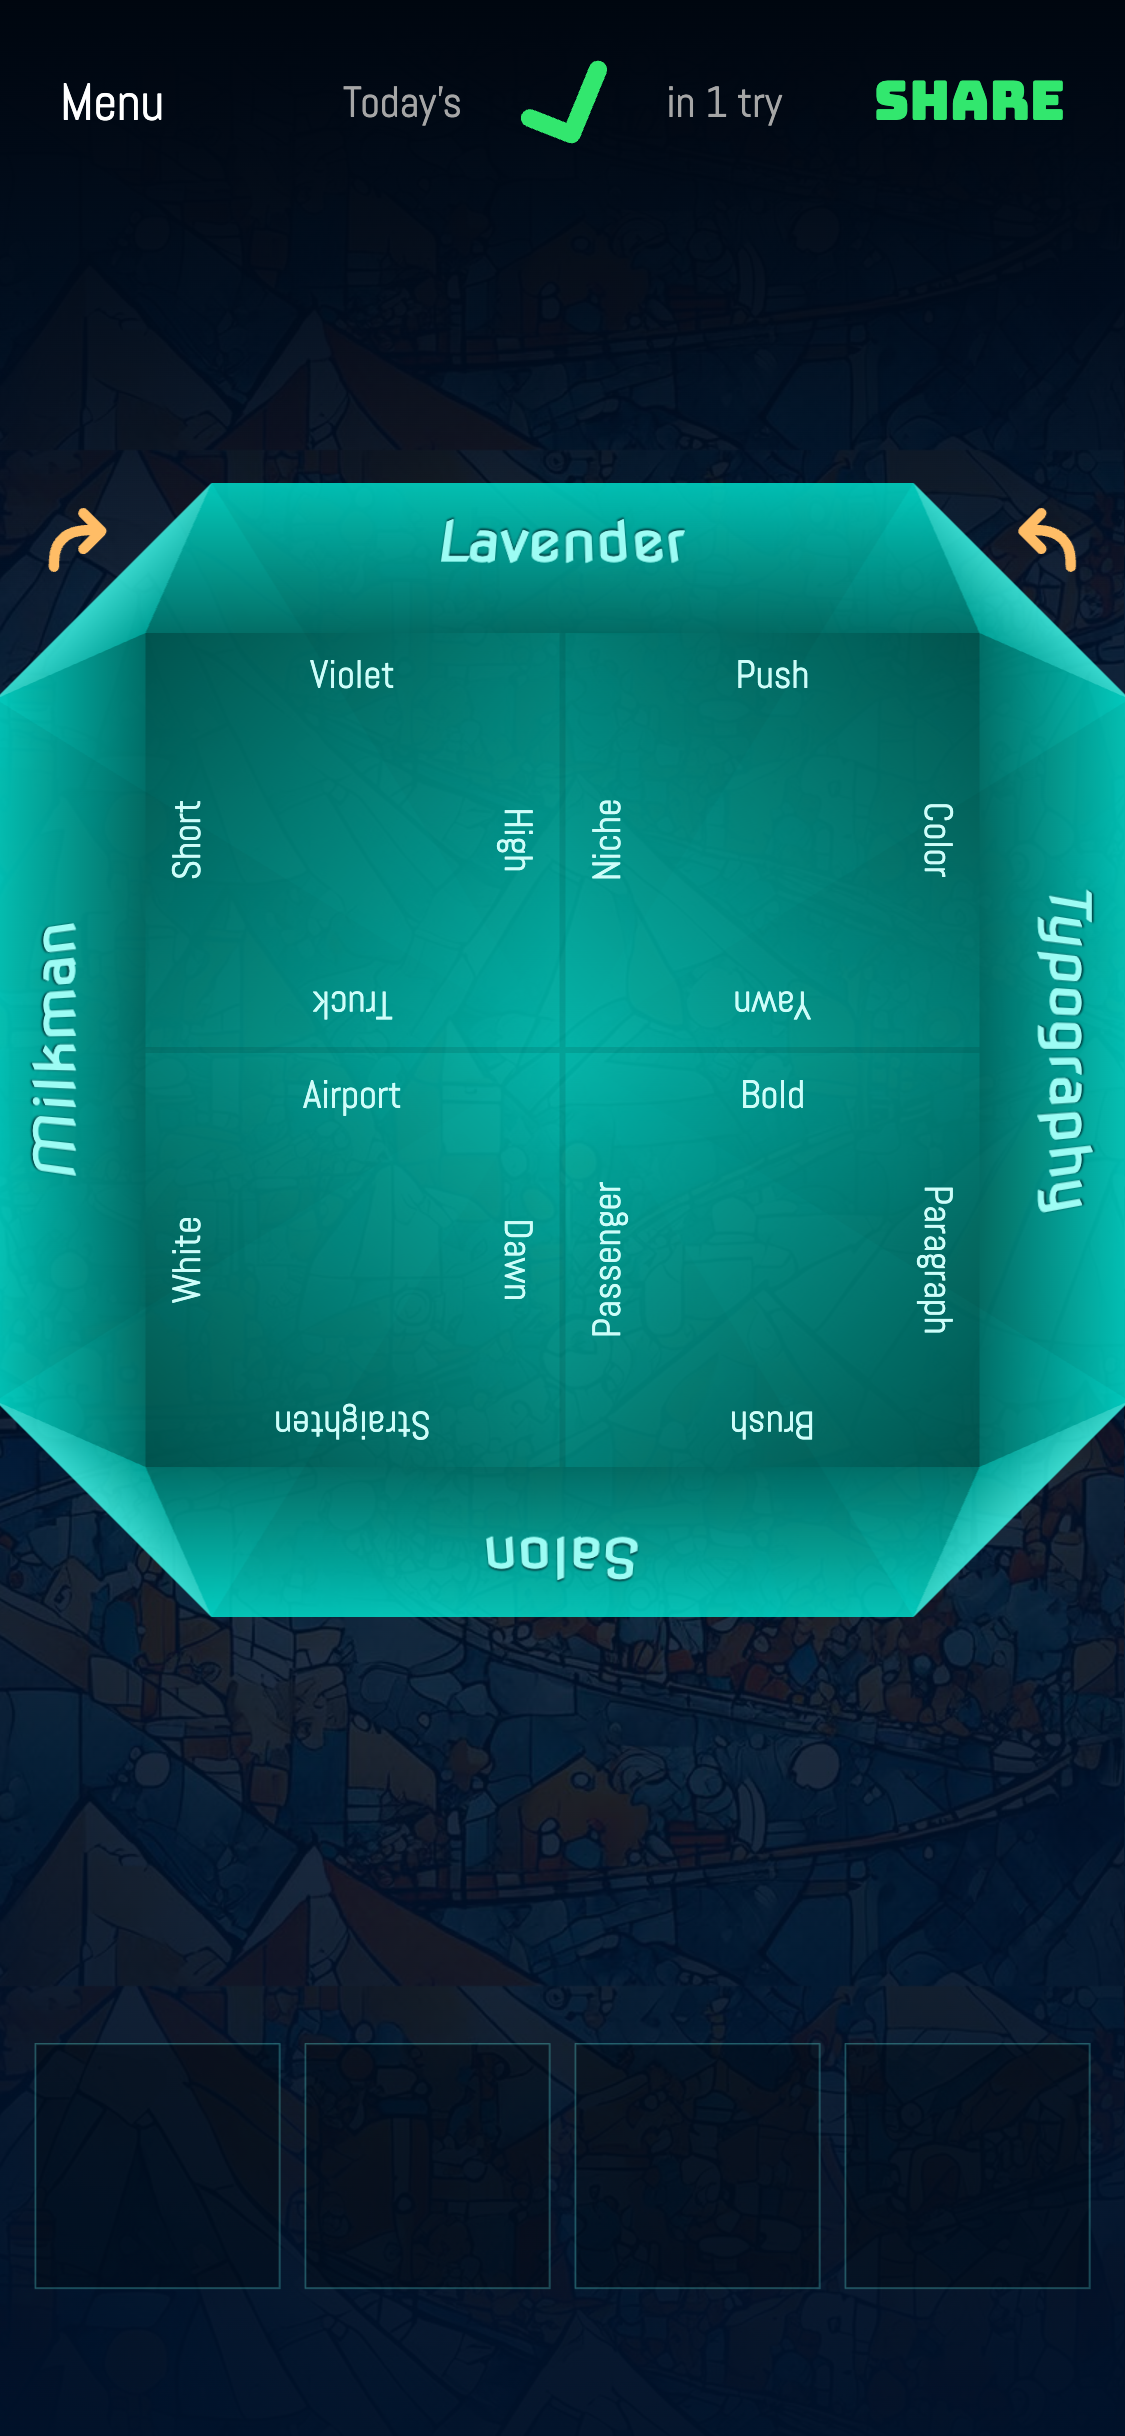 Menu
Today's
in 1 try
SHARE
Lavender
Violet
Push
Short
High
Niche
Color
Truck
Yawn
Milkman
Typography
Airport
Bold
White
Dawn
Passenger
Paragraph
Straighten
Brush
Salon